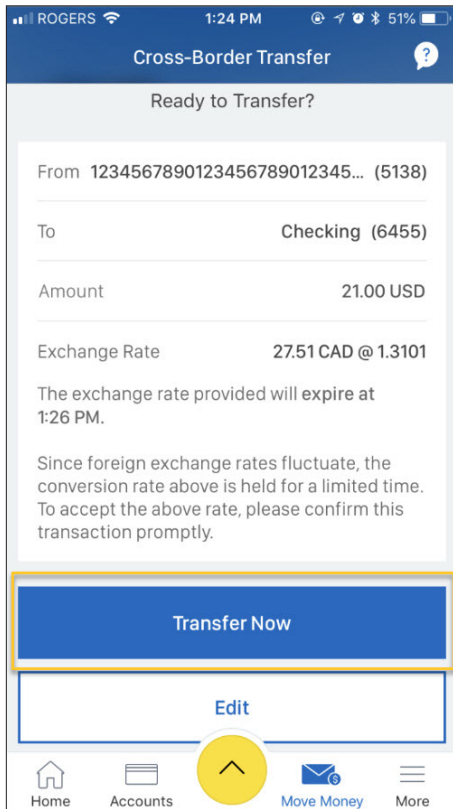 ROGERS 1:24 PM 51%
Cross-Border Transfer ?
Ready to Transfer?
From 12345678901234567890123345... (5138)
To Checking (6455)
Amount 21.00 USD
Exchange Rate 27.51 CAD @ 1.3101
The exchange rate provided will expire at
1:26 PM.
Since foreign exchange rates fluctuate, the
conversion rate above is held for a limited time.
To accept the above rate, please confirm this
transaction promptly.
Transfer Now
Edit
$
Home Accounts Move Money More